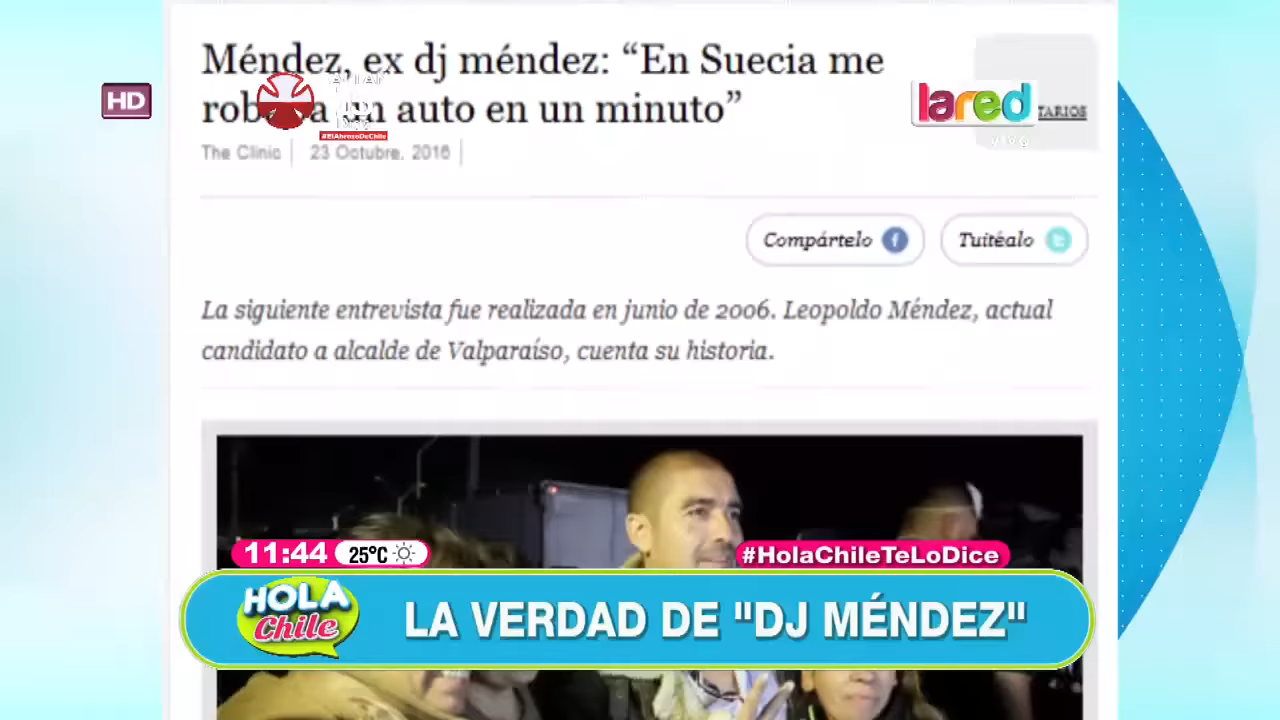 Méndez, ex dj méndez: “En Suecia me
un auto en un minuto”
The Clinic
23 Octubre, 2016
HD
#ElAbrazoDeChile
lared
vivo
Compártelo
Tuitéalo
La siguiente entrevista fue realizada en junio de 2006. Leopoldo Méndez, actual
candidato a alcalde de Valparaíso, cuenta su historia.
11:44
25°C
#HolaChileTeLoDice
HOLA
Chile
LA VERDAD DE "DJ MÉNDEZ"